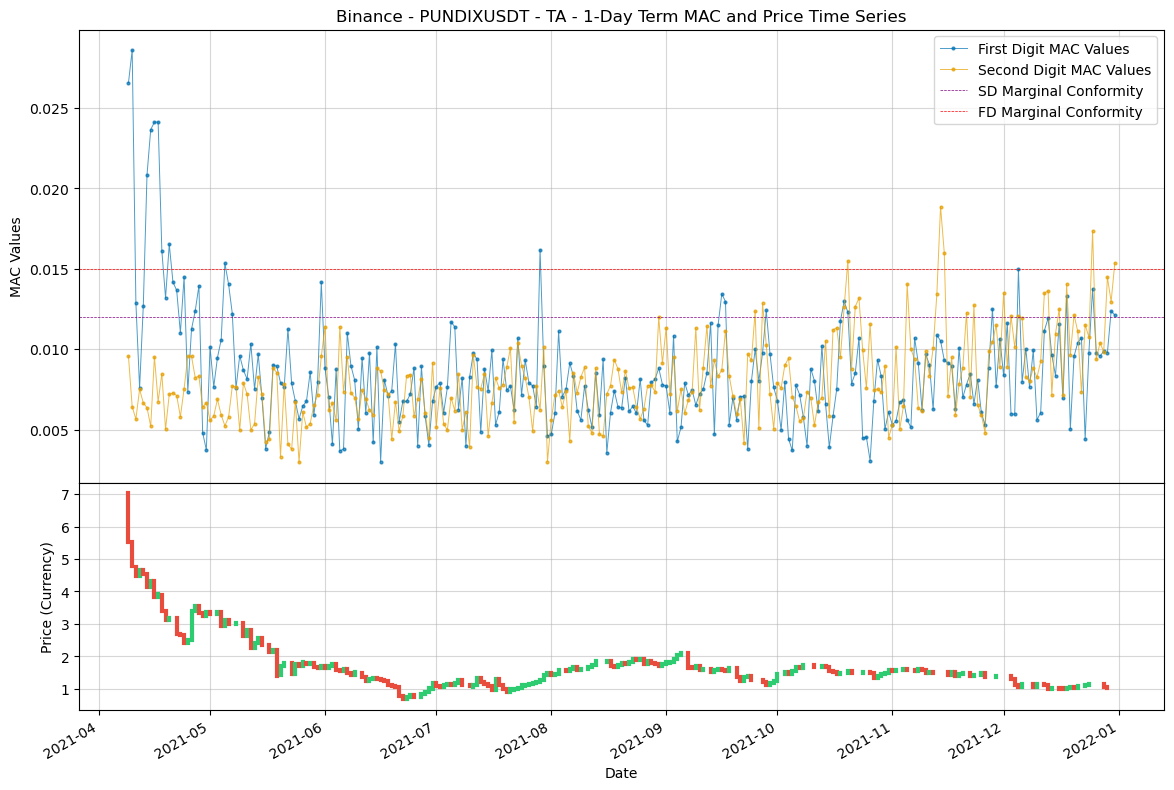 Binance - PUNDIXUSDT - TA - 1-Day Term MAC and Price Time Series
First Digit MAC Values
Second Digit MAC Values
SD Marginal Conformity
FD Marginal Conformity
MAC Values
0.025
0.020
0.015
0.010
0.005
Price (Currency)
7
6
5
4
3
2
1
2021-04
2021-05
2021-06
2021-07
2021-08
2021-09
2021-10
2021-11
2021-12
2022-01
Date